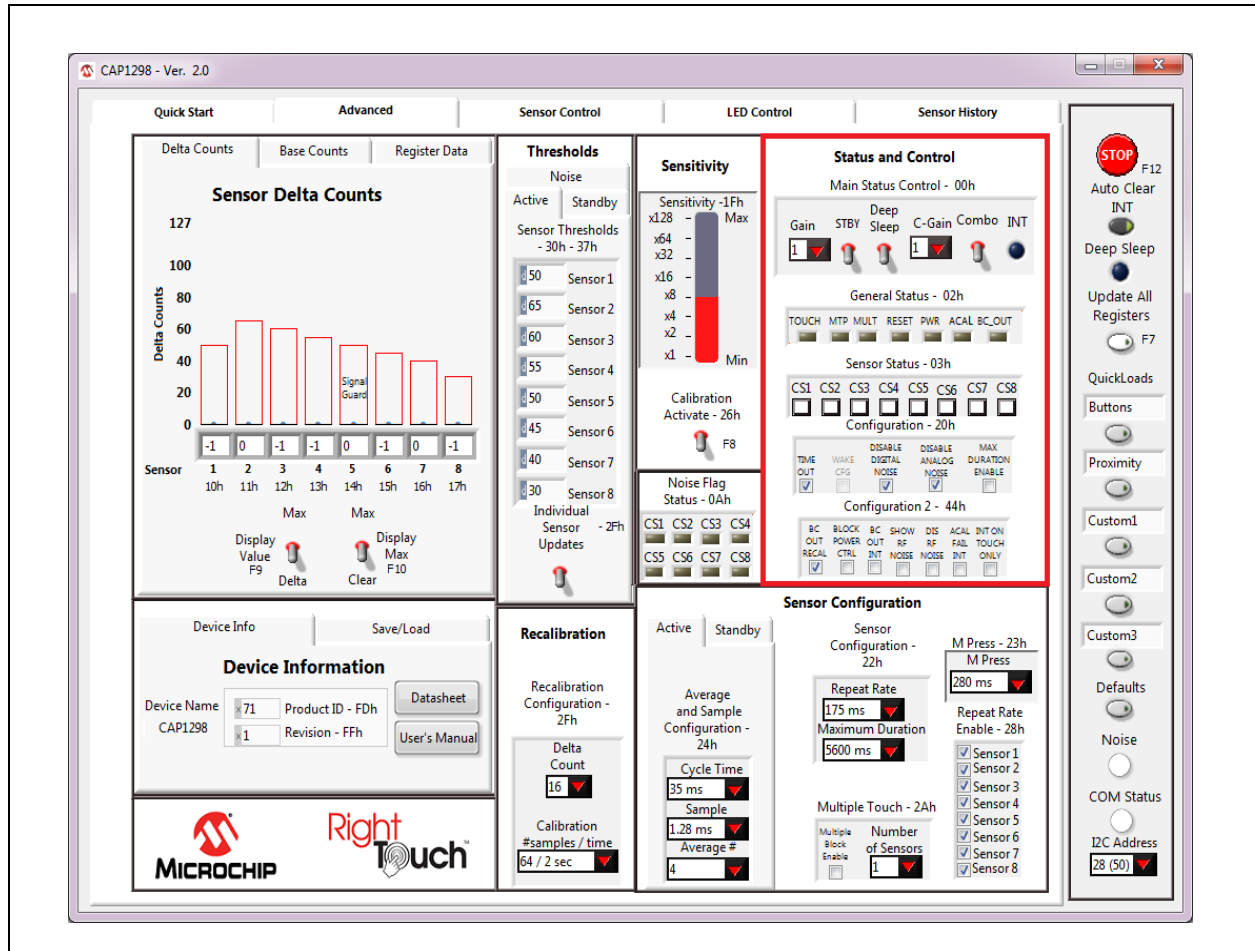 CAP1298 - Ver. 2.0
Quick Start
Advanced
Sensor Control
LED Control
Sensor History
Delta Counts
Base Counts
Register Data
Sensor Delta Counts
Delta Counts
127
100
80
60
40
20
0
Signal
Guard
-1 0 -1 -1 0 -1 0 -1
Sensor 1 2 3 4 5 6 7 8
10h 11h 12h 13h 14h 15h 16h 17h
Max
Display
Value
F9
Delta
Max
Display
Max
F10
Clear
Thresholds
Noise
Active
Standby
Sensor Thresholds
- 30h - 37h
d 50 Sensor 1
d 65 Sensor 2
d 60 Sensor 3
d 55 Sensor 4
d 50 Sensor 5
d 45 Sensor 6
d 40 Sensor 7
d 30 Sensor 8
Individual
Sensor - 2Fh
Updates
Sensitivity
Sensitivity -1Fh
x128 Max
x64
x32
x16
x8
x4
x2
x1 Min
Calibration
Activate - 26h
F8
Noise Flag
Status - 0Ah
CS1 CS2 CS3 CS4
CS5 CS6 CS7 CS8
Status and Control
Main Status Control - 00h
Gain
1
STBY
Deep
Sleep
C-Gain
1
Combo
INT
General Status - 02h
TOUCH MTP MULT RESET PWR ACAL BC_OUT
Sensor Status - 03h
CS1 CS2 CS3 CS4 CS5 CS6 CS7 CS8
Configuration - 20h
TIME
OUT
WAKE
CFG
DISABLE
DIGITAL
NOISE
DISABLE
ANALOG
NOISE
MAX
DURATION
ENABLE
Configuration 2 - 44h
BC
OUT
RECAL
BLOCK
POWER
CTRL
BC
OUT
INT
SHOW
RF
NOISE
DIS
RF
NOISE
ACAL
FAIL
INT
INT ON
TOUCH
ONLY
Device Info
Save/Load
Device Information
Device Name
CAP1298
x 71 Product ID - FDh
x 1 Revision - FFh
Datasheet
User's Manual
MICROCHIP
Right
Touch
Recalibration
Recalibration
Configuration -
2Fh
Delta
Count
16
Calibration
#samples / time
64 / 2 sec
Sensor Configuration
Active
Standby
Average
and Sample
Configuration -
24h
Cycle Time
35 ms
Sample
1.28 ms
Average #
4
Sensor
Configuration -
22h
Repeat Rate
175 ms
Maximum Duration
5600 ms
Multiple Touch - 2Ah
Multiple
Block
Enable
Number
of Sensors
1
M Press - 23h
M Press
280 ms
Repeat Rate
Enable - 28h
Sensor 1
Sensor 2
Sensor 3
Sensor 4
Sensor 5
Sensor 6
Sensor 7
Sensor 8
STOP
F12
Auto Clear
INT
Deep Sleep
Update All
Registers
F7
QuickLoads
Buttons
Proximity
Custom1
Custom2
Custom3
Defaults
Noise
COM Status
I2C Address
28 (50)